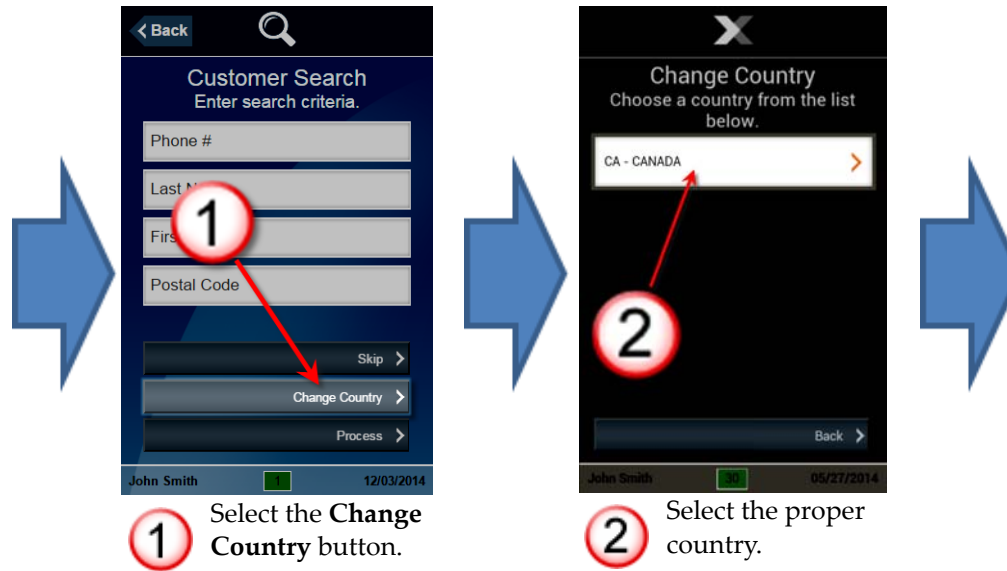 Back
Customer Search
Enter search criteria.
Phone #
Last N
1
Firs
Postal Code
Skip
Change Country
Process
John Smith 1 12/03/2014
1 Select the Change
Country button.
Change Country
Choose a country from the list
below.
CA - CANADA
2
Back
John Smith 30 05/27/2014
2 Select the proper
country.